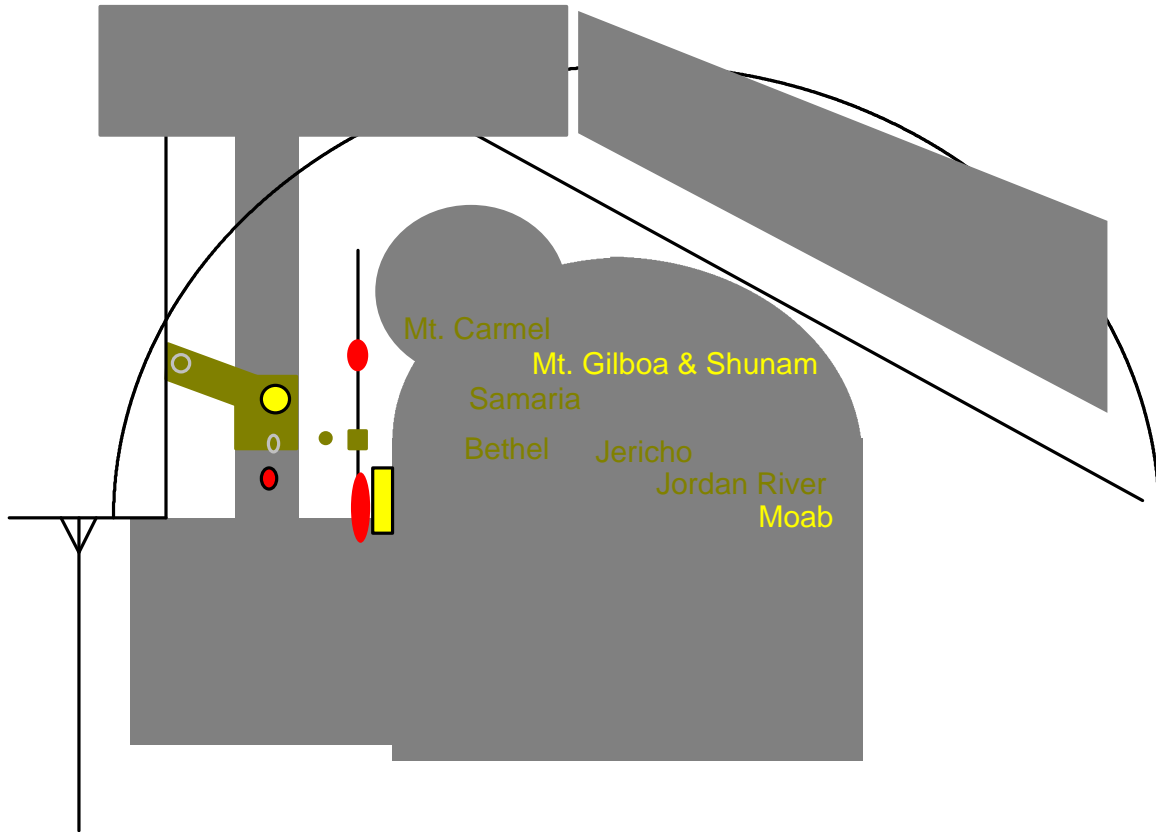 Mt. Carmel
Mt. Gilboa & Shunam
Samaria
Bethel
Jericho
Jordan River
Moab